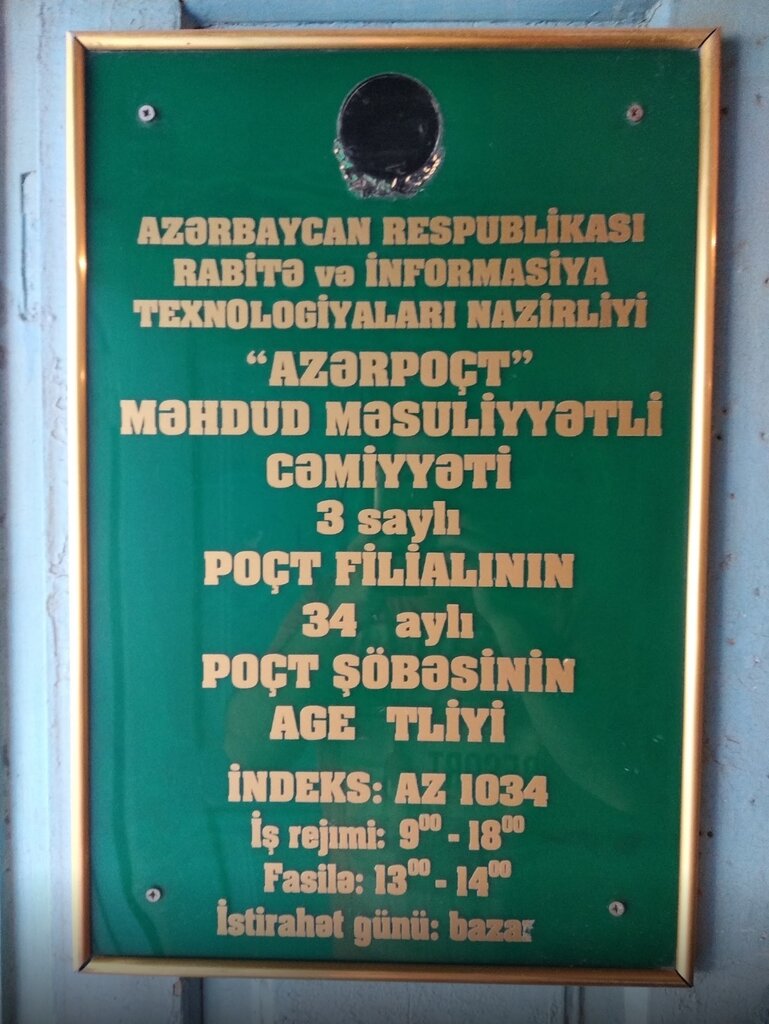 AZƏRBAYCAN RESPUBLİKASI
RABİTƏ və İNFORMASİYA
TEXNOLOGİYALARI NAZİRLİYİ
“AZƏRPOÇT”
MƏHDUD MƏSULİYYƏTLİ
CƏMİYYƏTİ
3 saylı
POÇT FİLİALININ
34 aylı
POÇT ŞÖBƏSİNİN
AGE TLİYİ
İNDEKS: AZ 1034
İş rejımi: 9⁰⁰ - 18⁰⁰
Fasilə: 13⁰⁰ - 14⁰⁰
İstirahət günü: bazar